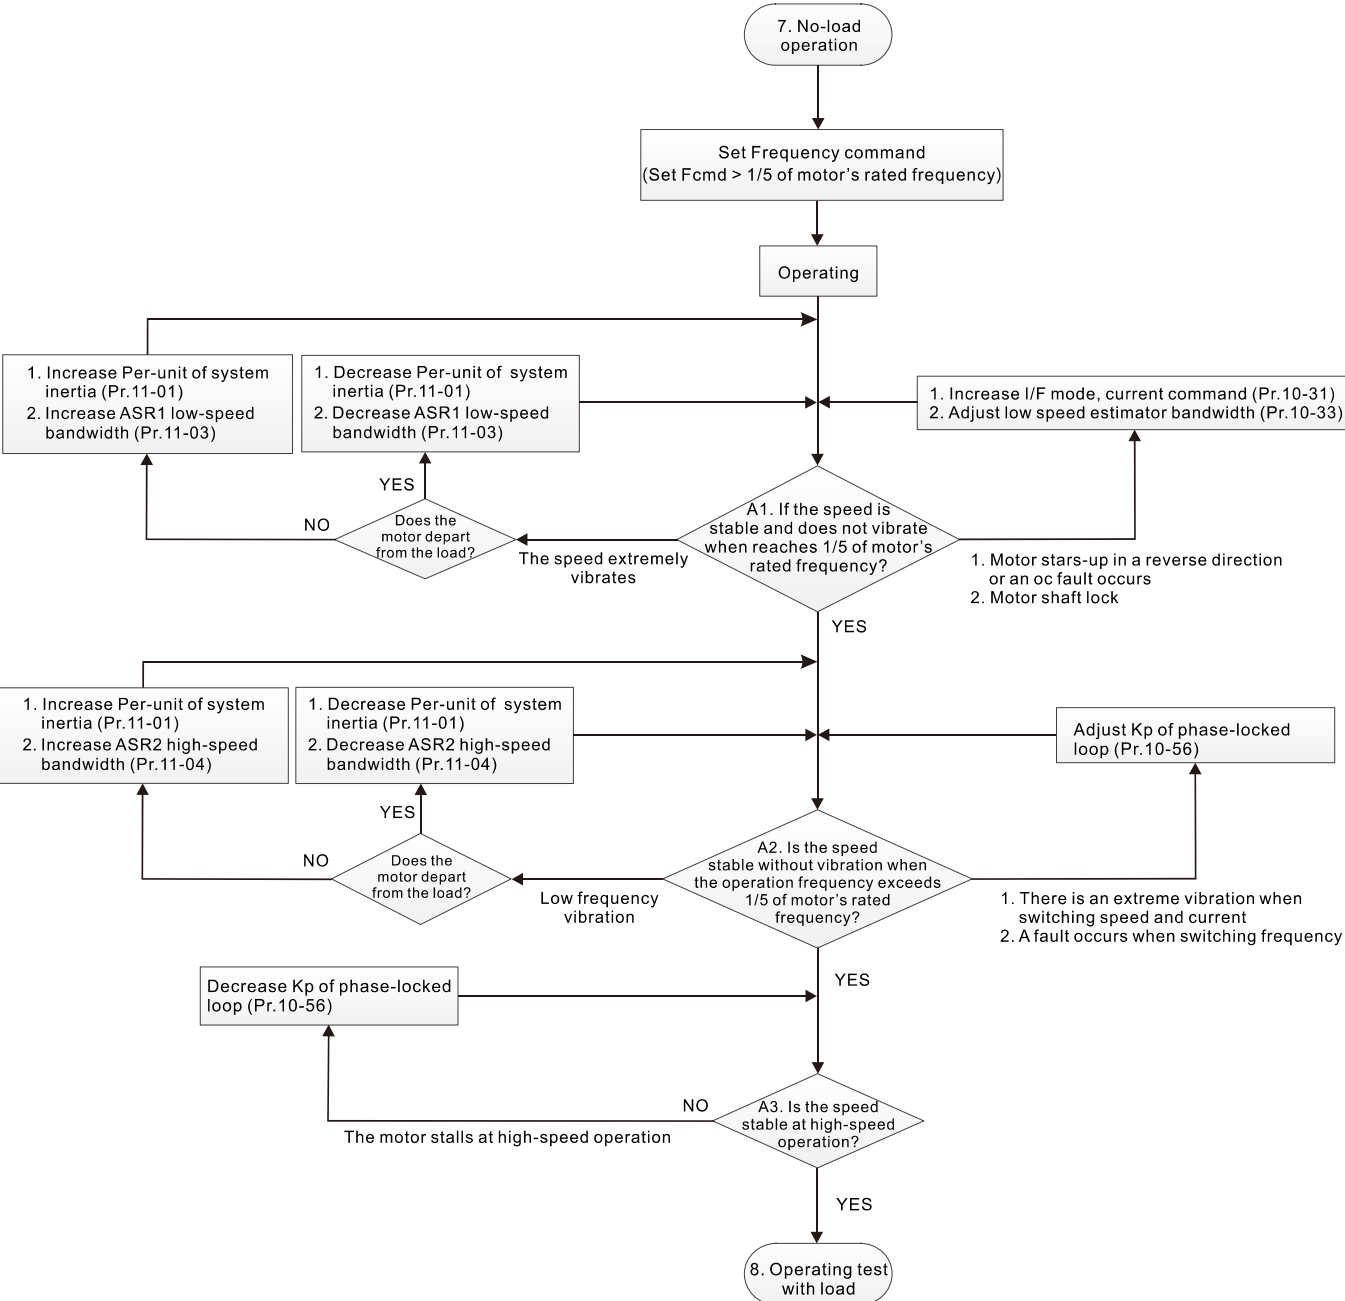 7. No-load
operation
Set Frequency command
(Set Fcmd > 1/5 of motor's rated frequency)
Operating
1. Increase Per-unit of system
inertia (Pr.11-01)
2. Increase ASR1 low-speed
bandwidth (Pr.11-03)
1. Decrease Per-unit of system
inertia (Pr.11-01)
2. Decrease ASR1 low-speed
bandwidth (Pr.11-03)
1. Increase I/F mode, current command (Pr.10-31)
2. Adjust low speed estimator bandwidth (Pr.10-33)
YES
NO
Does the
motor depart
from the load?
The speed extremely
vibrates
A1. If the speed is
stable and does not vibrate
when reaches 1/5 of motor's
rated frequency?
1. Motor stars-up in a reverse direction
or an oc fault occurs
2. Motor shaft lock
YES
1. Increase Per-unit of system
inertia (Pr.11-01)
2. Increase ASR2 high-speed
bandwidth (Pr.11-04)
1. Decrease Per-unit of system
inertia (Pr.11-01)
2. Decrease ASR2 high-speed
bandwidth (Pr.11-04)
Adjust Kp of phase-locked
loop (Pr.10-56)
YES
NO
Does the
motor depart
from the load?
Low frequency
vibration
A2. Is the speed
stable without vibration when
the operation frequency exceeds
1/5 of motor's rated
frequency?
1. There is an extreme vibration when
switching speed and current
2. A fault occurs when switching frequency
YES
Decrease Kp of phase-locked
loop (Pr.10-56)
NO
The motor stalls at high-speed operation
A3. Is the speed
stable at high-speed
operation?
YES
8. Operating test
with load